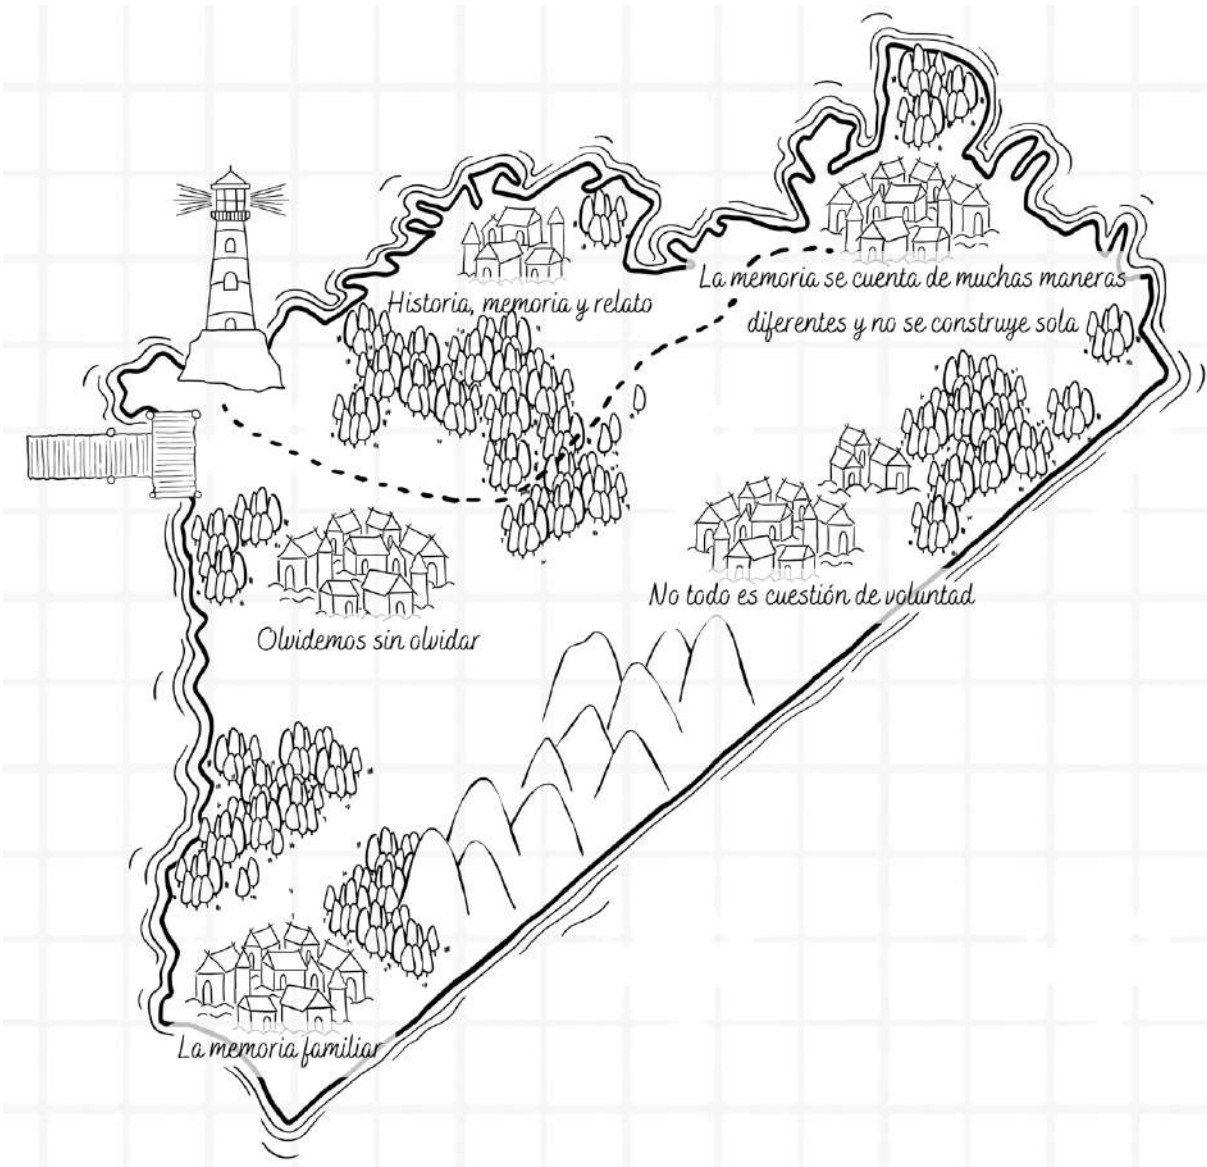 La memoria se cuenta de muchas maneras
diferentes y no se construye sola
Historia, memoria y relato
No todo es cuestión de voluntad
Olvidemos sin olvidar
La memoria familiar